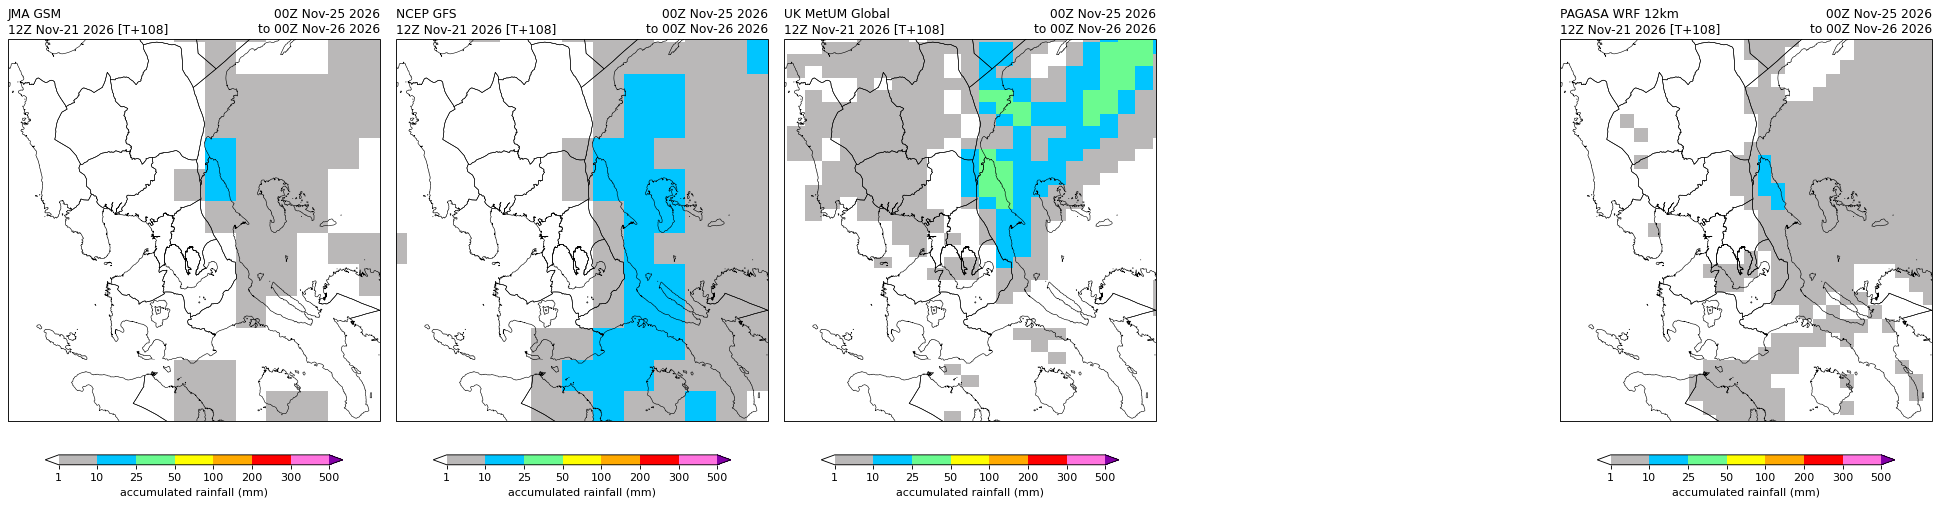 JMA GSM
00Z Nov-25 2026
12Z Nov-21 2026 [T+108]
to 00Z Nov-26 2026
NCEP GFS
00Z Nov-25 2026
12Z Nov-21 2026 [T+108]
to 00Z Nov-26 2026
UK MetUM Global
00Z Nov-25 2026
12Z Nov-21 2026 [T+108]
to 00Z Nov-26 2026
PAGASA WRF 12km
00Z Nov-25 2026
12Z Nov-21 2026 [T+108]
to 00Z Nov-26 2026
1 10 25 50 100 200 300 500
accumulated rainfall (mm)
1 10 25 50 100 200 300 500
accumulated rainfall (mm)
1 10 25 50 100 200 300 500
accumulated rainfall (mm)
1 10 25 50 100 200 300 500
accumulated rainfall (mm)